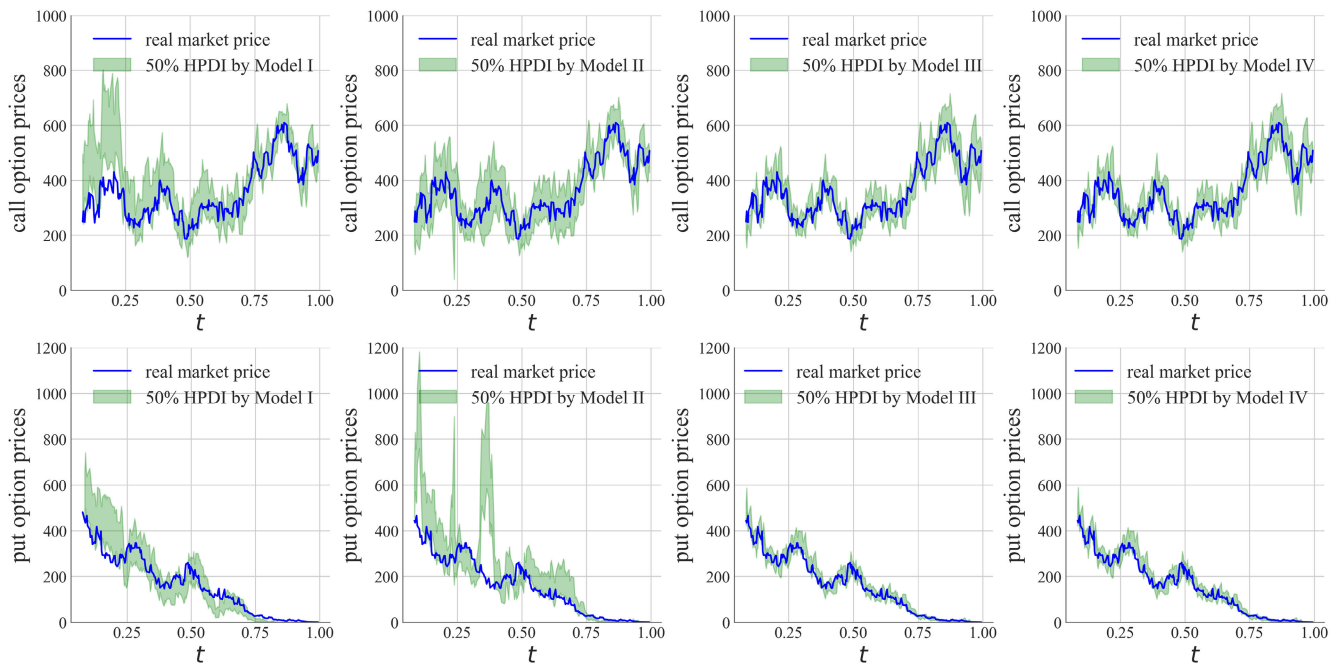 1000
800
600
400
200
0
call option prices
real market price
50% HPDI by Model I
0.25
0.50
0.75
1.00
t
1000
800
600
400
200
0
call option prices
real market price
50% HPDI by Model II
0.25
0.50
0.75
1.00
t
1000
800
600
400
200
0
call option prices
real market price
50% HPDI by Model III
0.25
0.50
0.75
1.00
t
1000
800
600
400
200
0
call option prices
real market price
50% HPDI by Model IV
0.25
0.50
0.75
1.00
t
1200
1000
800
600
400
200
0
put option prices
real market price
50% HPDI by Model I
0.25
0.50
0.75
1.00
t
1200
1000
800
600
400
200
0
put option prices
real market price
50% HPDI by Model II
0.25
0.50
0.75
1.00
t
1200
1000
800
600
400
200
0
put option prices
real market price
50% HPDI by Model III
0.25
0.50
0.75
1.00
t
1200
1000
800
600
400
200
0
put option prices
real market price
50% HPDI by Model IV
0.25
0.50
0.75
1.00
t